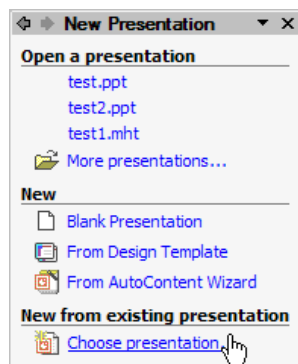 New Presentation
Open a presentation
test.ppt
test2.ppt
test1.mht
More presentations...
New
Blank Presentation
From Design Template
From AutoContent Wizard
New from existing presentation
Choose presentation